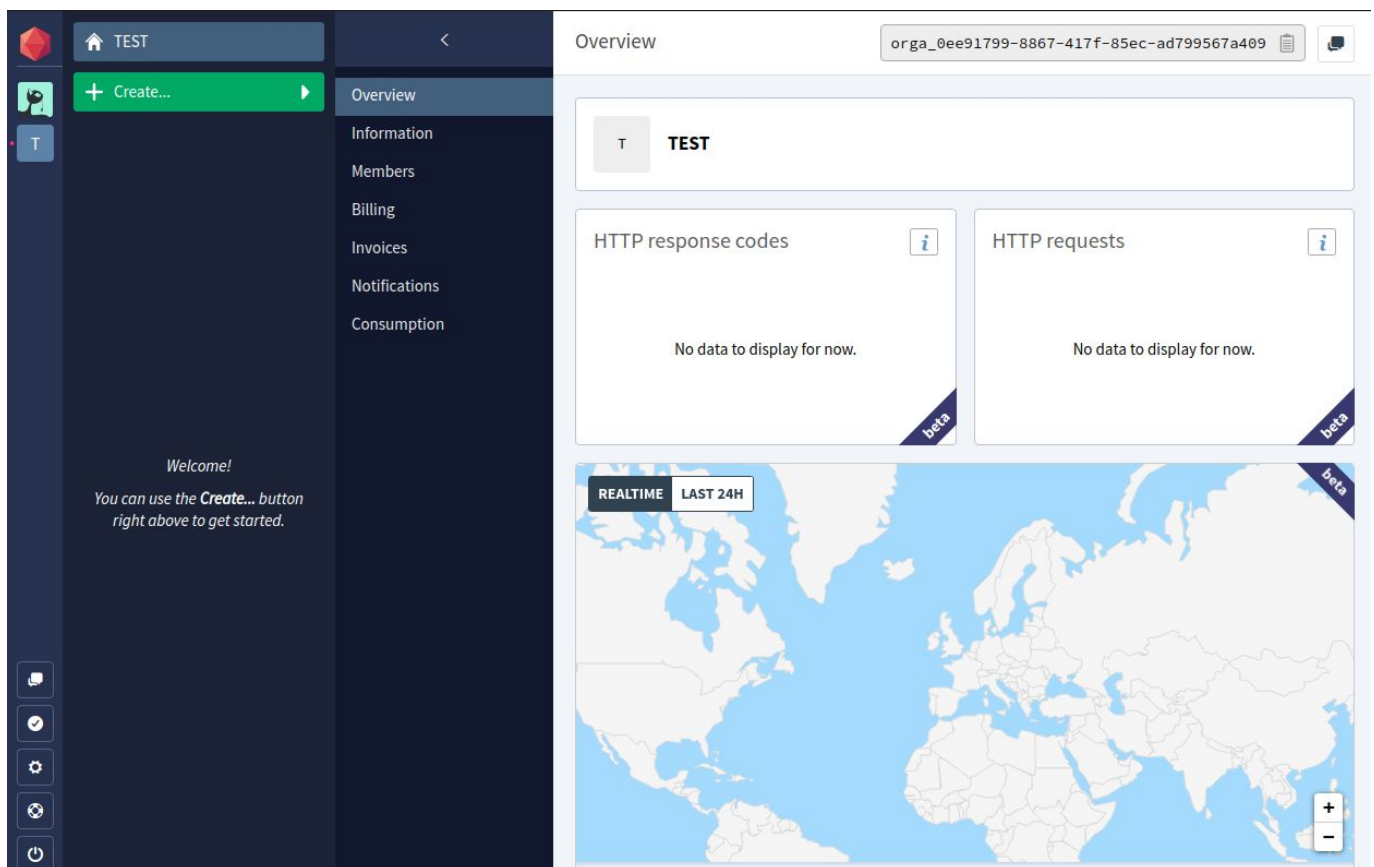 TEST
Create...
T
Welcome!
You can use the Create... button
right above to get started.
Overview
Information
Members
Billing
Invoices
Notifications
Consumption
Overview
orga_0ee91799-8867-417f-85ec-ad799567a409
T
TEST
HTTP response codes
i
No data to display for now.
beta
HTTP requests
i
No data to display for now.
beta
REALTIME
LAST 24H
beta
+
−